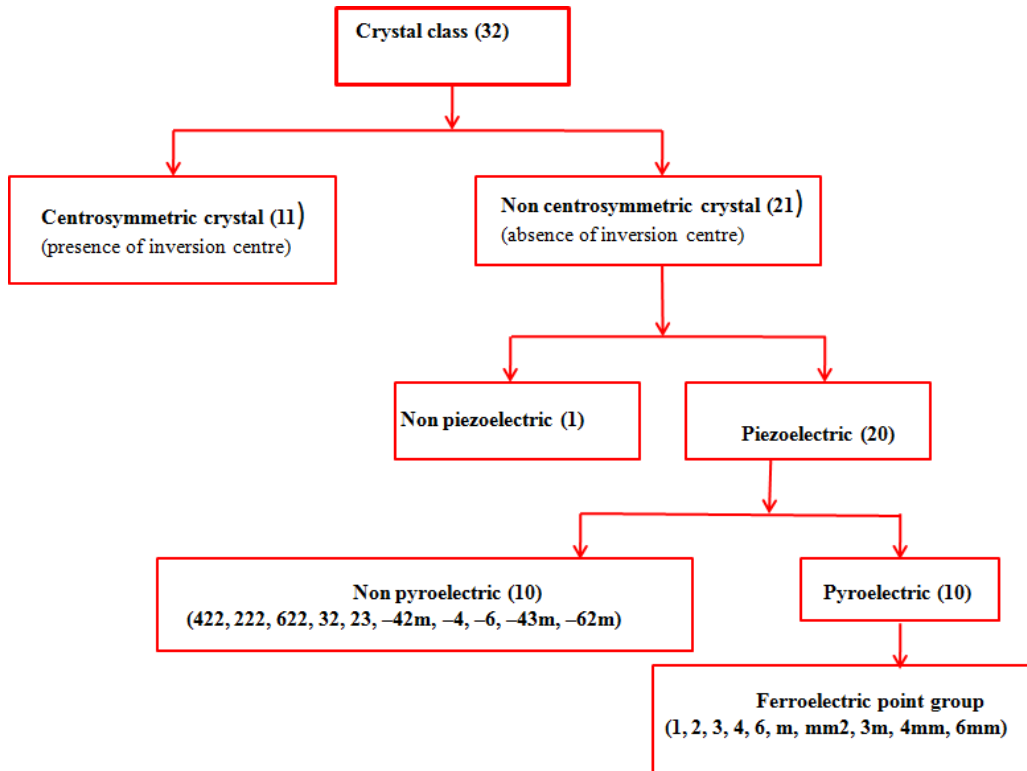 Crystal class (32)
Centrosymmetric crystal (11)
(presence of inversion centre)
Non centrosymmetric crystal (21)
(absence of inversion centre)
Non piezoelectric (1)
Piezoelectric (20)
Non pyroelectric (10)
(422, 222, 622, 32, 23, –42m, –4, –6, –43m, –62m)
Pyroelectric (10)
Ferroelectric point group
(1, 2, 3, 4, 6, m, mm2, 3m, 4mm, 6mm)